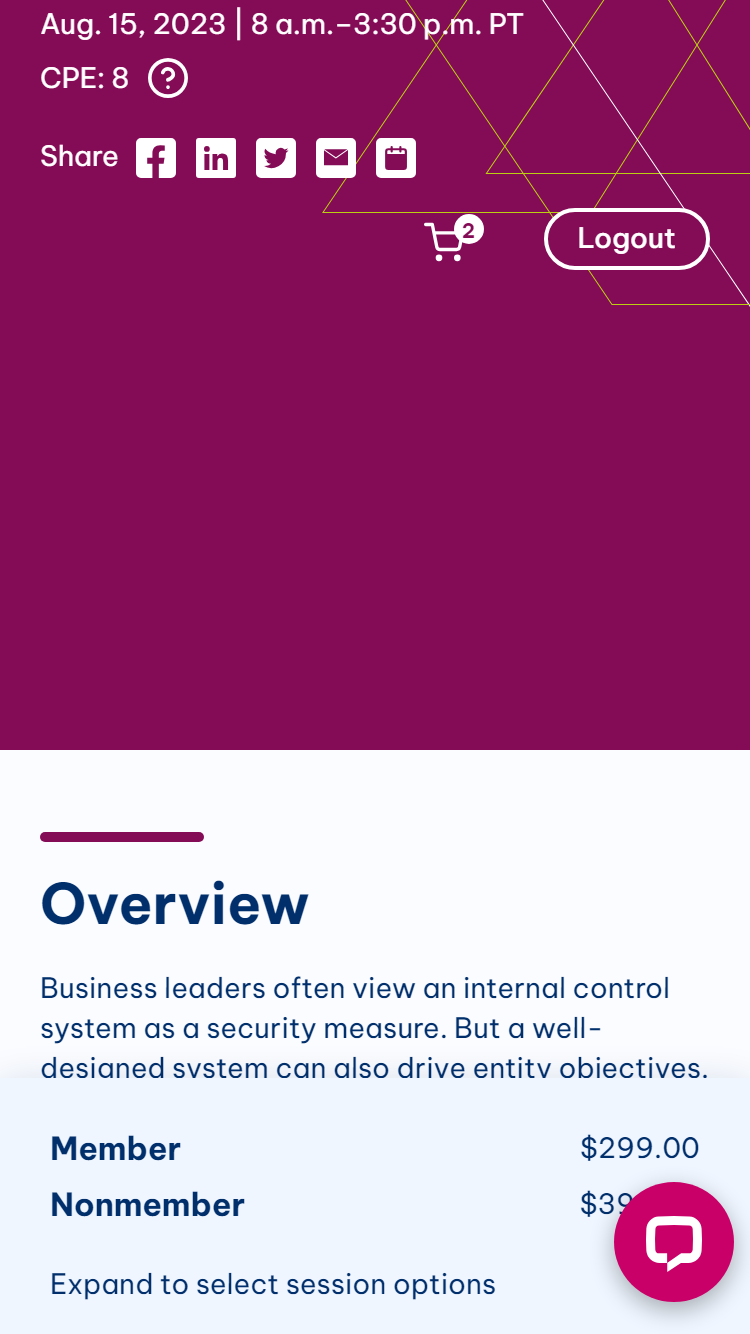 Aug. 15, 2023 | 8 a.m.–3:30 p.m. PT
CPE: 8
Share
2
Logout
Overview
Business leaders often view an internal control
system as a security measure. But a well-
designed system can also drive entity objectives.
Member $299.00
Nonmember
Expand to select session options